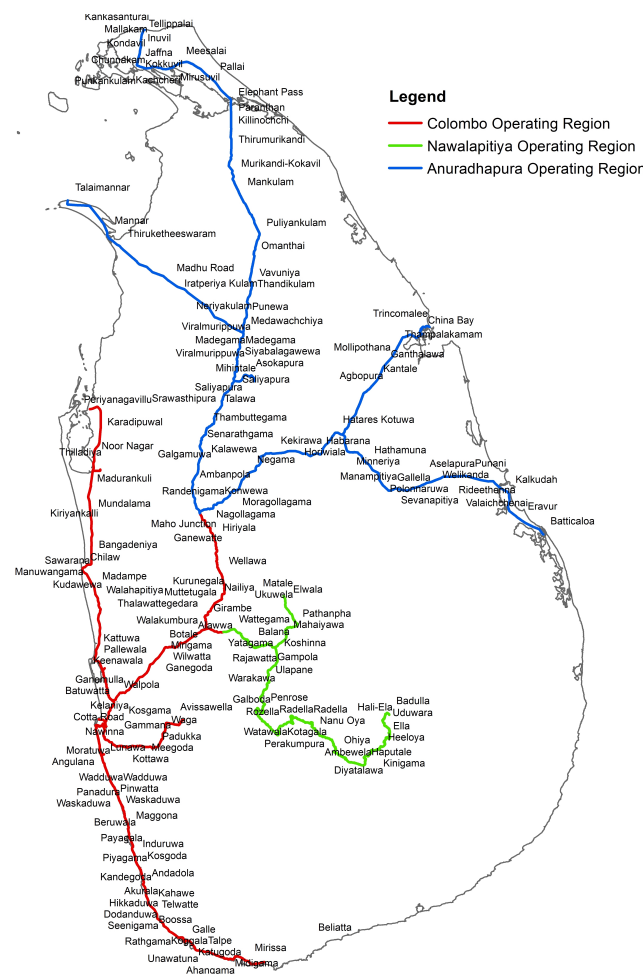 Kankasanturai
Tellippalai
Mallakam
Inuvil
Kondavil
Jaffna
Meesalai
Chunnakam
Kokkuvil
Pallai
Punkankulam
Kachcheri
Mirusuvil
Elephant Pass
Paranthan
Killinochchi
Thirumurikandi
Murikandi-Kokavil
Mankulam
Legend
Colombo Operating Region
Nawalapitiya Operating Region
Anuradhapura Operating Region
Talaimannar
Mannar
Thiruketheeswaram
Puliyankulam
Omanthai
Madhu Road
Vavuniya
Iratperiya Kulam
Thandikulam
Neriyakulam
Punewa
Medawachchiya
Viralmurippuwa
Madegama
Madegama
Viralmurippuwa
Siyabalagawewa
Asokapura
Mihintale
Saliyapura
Saliyapura
Srawasthipura
Talawa
Thambuttegama
Senarathgama
Galgamuwa
Kalawewa
Negama
Ambanpola
Randenigama
Konwewa
Moragollagama
Nagollagama
Maho Junction
Hiriyala
Ganewatte
Trincomalee
China Bay
Thampalakamam
Mollipothana
Ganthalawa
Kantale
Agbopura
Hatares Kotuwa
Kekirawa
Habarana
Horiwiala
Hathamuna
Minneriya
Manampitiya
Gallella
Polonnaruwa
Sevanapitiya
Aselapura
Punani
Welikanda
Rideethenna
Kalkudah
Valaichchenai
Eravur
Batticaloa
Periyanagavillu
Karadipuwal
Noor Nagar
Thilladiya
Madurankuli
Mundalama
Kiriyankalli
Bangadeniya
Sawarana
Chilaw
Manuwangama
Kudawewa
Madampe
Walahapitiya
Thalawattegedara
Wellawa
Kurunegala
Muttetugala
Nailiya
Girambe
Walakumbura
Alawwa
Botale
Mirigama
Wilwatta
Ganegoda
Kattuwa
Pallewala
Keenawala
Ganemulla
Walpola
Batuwatta
Matale
Ukuwela
Elwala
Pathanpha
Mahaiyawa
Wattegama
Balana
Yatagama
Koshinna
Rajawatta
Gampola
Ulapane
Warakawa
Galboda
Penrose
Rozella
Radella
Radella
Nanu Oya
Watawala
Kotagala
Perakumpura
Hali-Ela
Badulla
Uduwara
Ella
Heeloya
Ohiya
Ambewela
Haputale
Kinigama
Diyatalawa
Kelaniya
Cotta Road
Nawinna
Kosgama
Avissawella
Gammana
Waga
Padukka
Lunawa
Meegoda
Kottawa
Moratuwa
Angulana
Wadduwa
Wadduwa
Panadura
Pinwatta
Waskaduwa
Waskaduwa
Maggona
Beruwala
Payagala
Induruwa
Piyagama
Kosgoda
Kandegoda
Andadola
Akurala
Kahawe
Hikkaduwa
Telwatte
Dodanduwa
Boossa
Seenigama
Galle
Rathgama
Koggala
Talpe
Katugoda
Unawatuna
Ahangama
Midigama
Mirissa
Beliatta